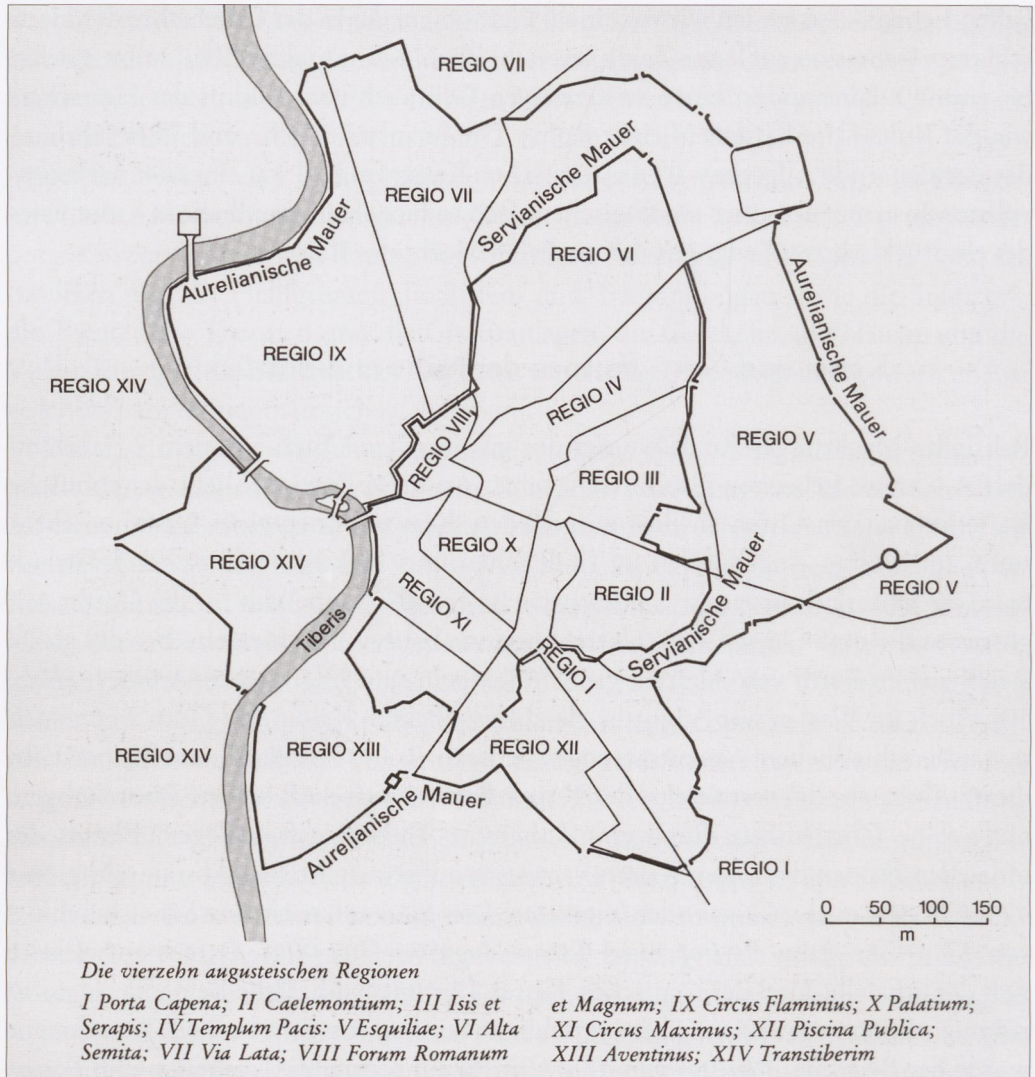 REGIO VII
REGIO VII
Servianische Mauer
REGIO VI
Aurelianische Mauer
Aurelianische Mauer
REGIO IX
REGIO XIV
REGIO IV
REGIO VIII
REGIO V
REGIO III
REGIO X
REGIO XIV
REGIO II
REGIO V
REGIO XI
Tiberis
Servianische Mauer
REGIO I
REGIO XIV
REGIO XIII
REGIO XII
Aurelianische Mauer
REGIO I
0 50 100 150
m
Die vierzehn augusteischen Regionen
I Porta Capena; II Caelemontium; III Isis et
Serapis; IV Templum Pacis: V Esquiliae; VI Alta
Semita; VII Via Lata; VIII Forum Romanum
et Magnum; IX Circus Flaminius; X Palatium;
XI Circus Maximus; XII Piscina Publica;
XIII Aventinus; XIV Transtiberim